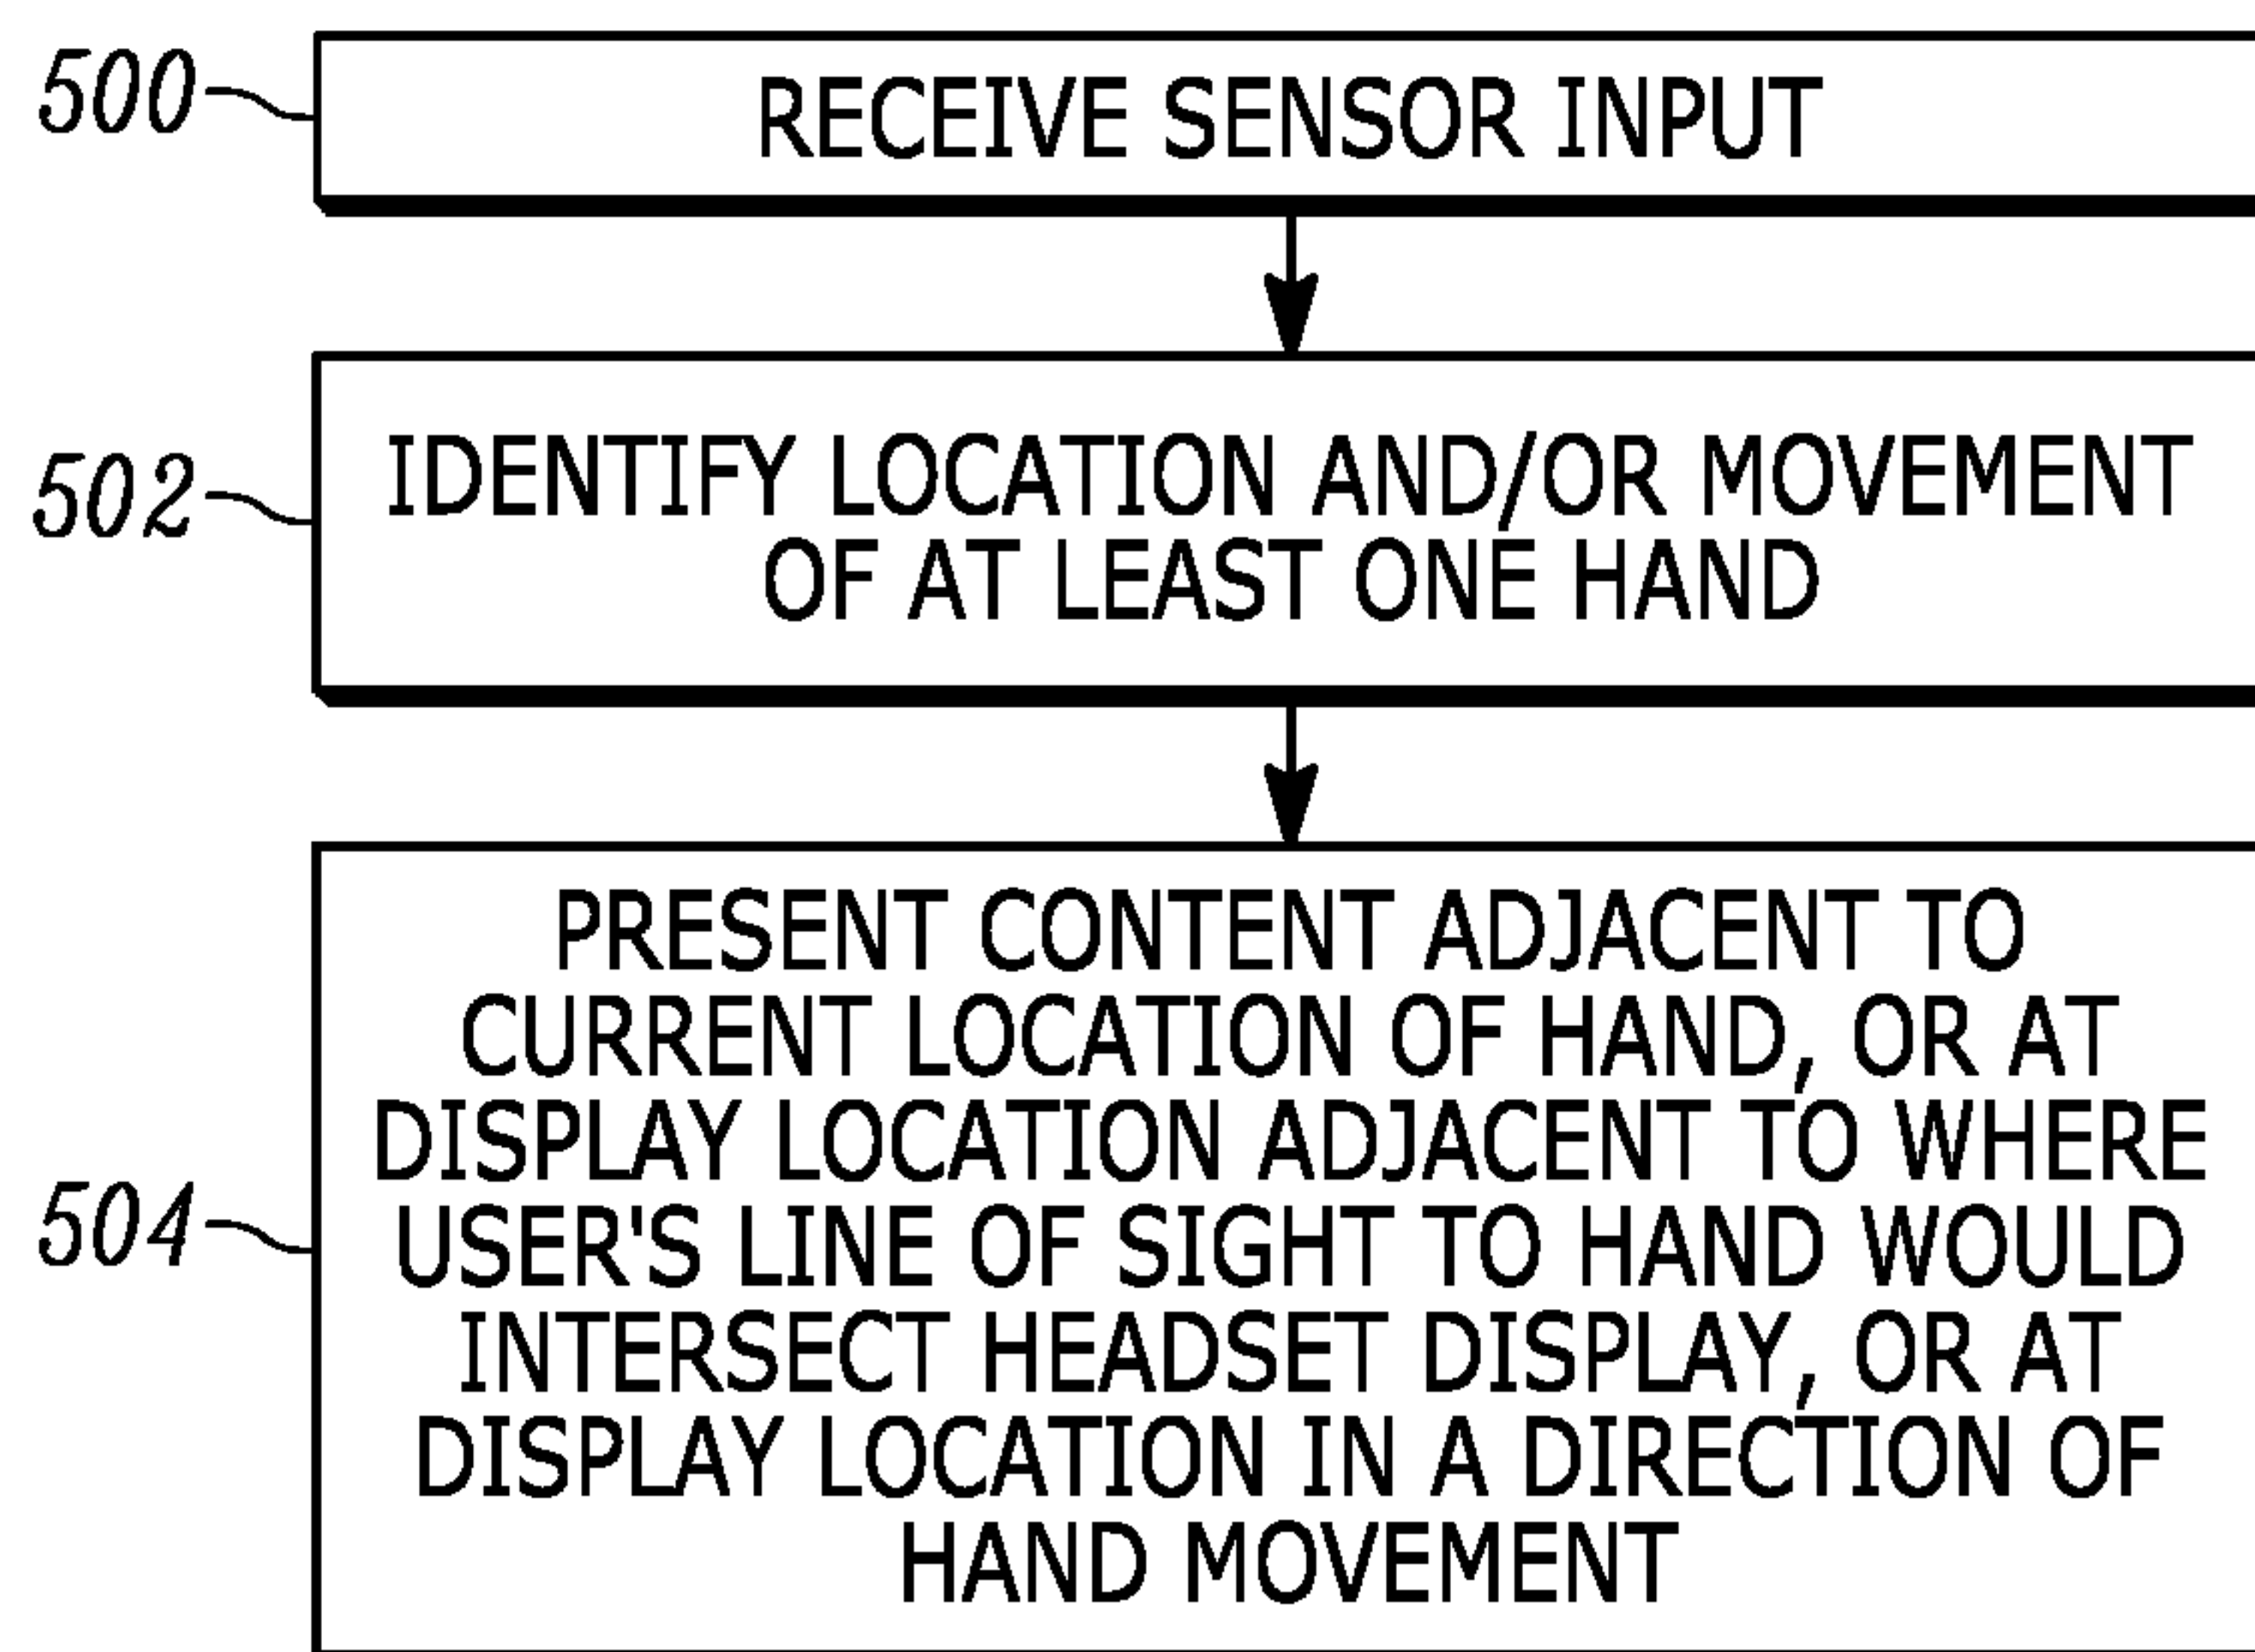 500
RECEIVE SENSOR INPUT
502
IDENTIFY LOCATION AND/OR MOVEMENT
OF AT LEAST ONE HAND
504
PRESENT CONTENT ADJACENT TO
CURRENT LOCATION OF HAND, OR AT
DISPLAY LOCATION ADJACENT TO WHERE
USER'S LINE OF SIGHT TO HAND WOULD
INTERSECT HEADSET DISPLAY, OR AT
DISPLAY LOCATION IN A DIRECTION OF
HAND MOVEMENT